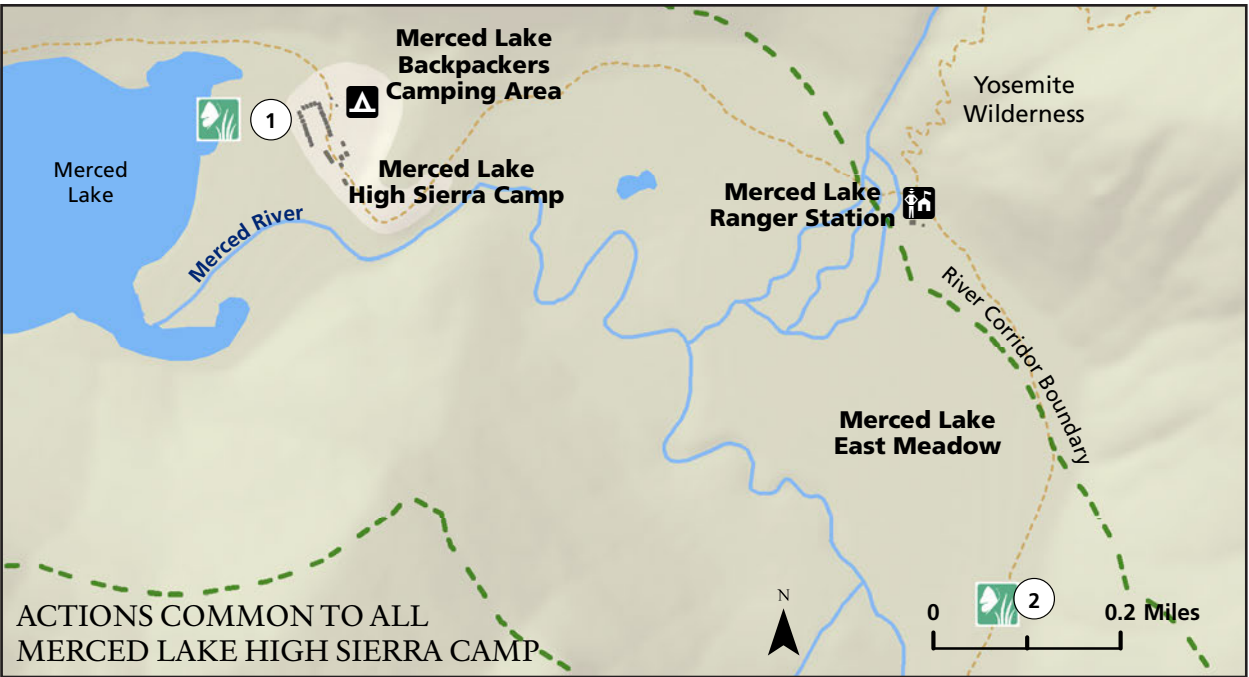 Merced Lake
Backpackers
Camping Area
1
Merced
Lake
Merced Lake
High Sierra Camp
Merced River
Yosemite
Wilderness
Merced Lake
Ranger Station
River Corridor Boundary
Merced Lake
East Meadow
N
2
0
0.2 Miles
ACTIONS COMMON TO ALL
MERCED LAKE HIGH SIERRA CAMP